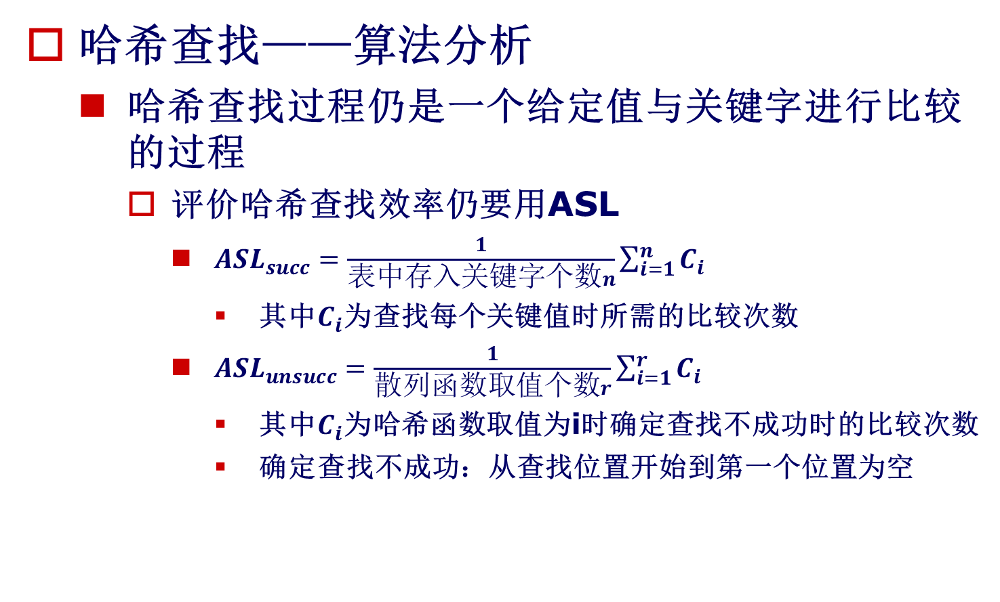 哈希查找——算法分析
哈希查找过程仍是一个给定值与关键字进行比较
的过程
评价哈希查找效率仍要用ASL
$ASL_{succ} = \frac{1}{表中存入关键字个数n} \sum_{i=1}^{n} C_i$
其中$C_i$为查找每个关键值时所需的比较次数
$ASL_{unsucc} = \frac{1}{散列函数取值个数r} \sum_{i=1}^{r} C_i$
其中$C_i$为哈希函数取值为i时确定查找不成功时的比较次数
确定查找不成功：从查找位置开始到第一个位置为空